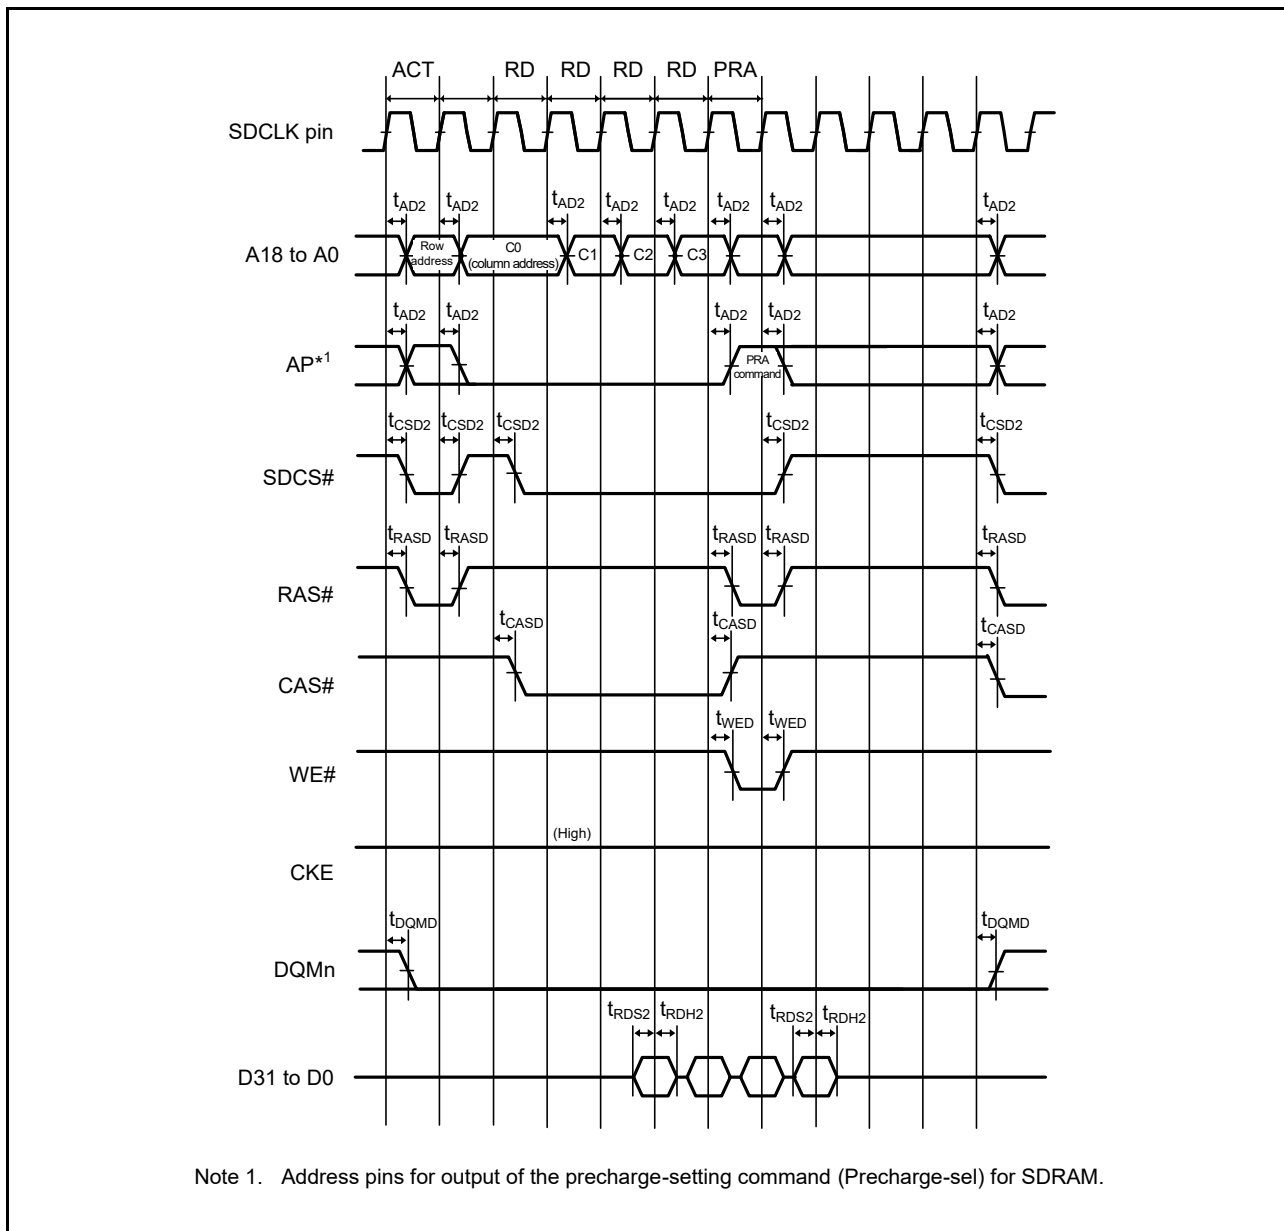 ACT RD RD RD RD PRA
SDCLK pin
tAD2 tAD2 tAD2 tAD2 tAD2 tAD2 tAD2 tAD2
A18 to A0
Row address
C0 (column address)
C1
C2
C3
tAD2 tAD2 tAD2 tAD2 tAD2
AP*1
PRA command
tCSD2 tCSD2 tCSD2 tCSD2 tCSD2
SDCS#
tRASD tRASD tRASD tRASD tRASD
RAS#
tCASD tCASD tCASD
CAS#
tWED tWED
WE#
(High)
CKE
tDQMD tDQMD
DQMn
tRDS2 tRDH2 tRDS2 tRDH2
D31 to D0
Note 1. Address pins for output of the precharge-setting command (Precharge-sel) for SDRAM.